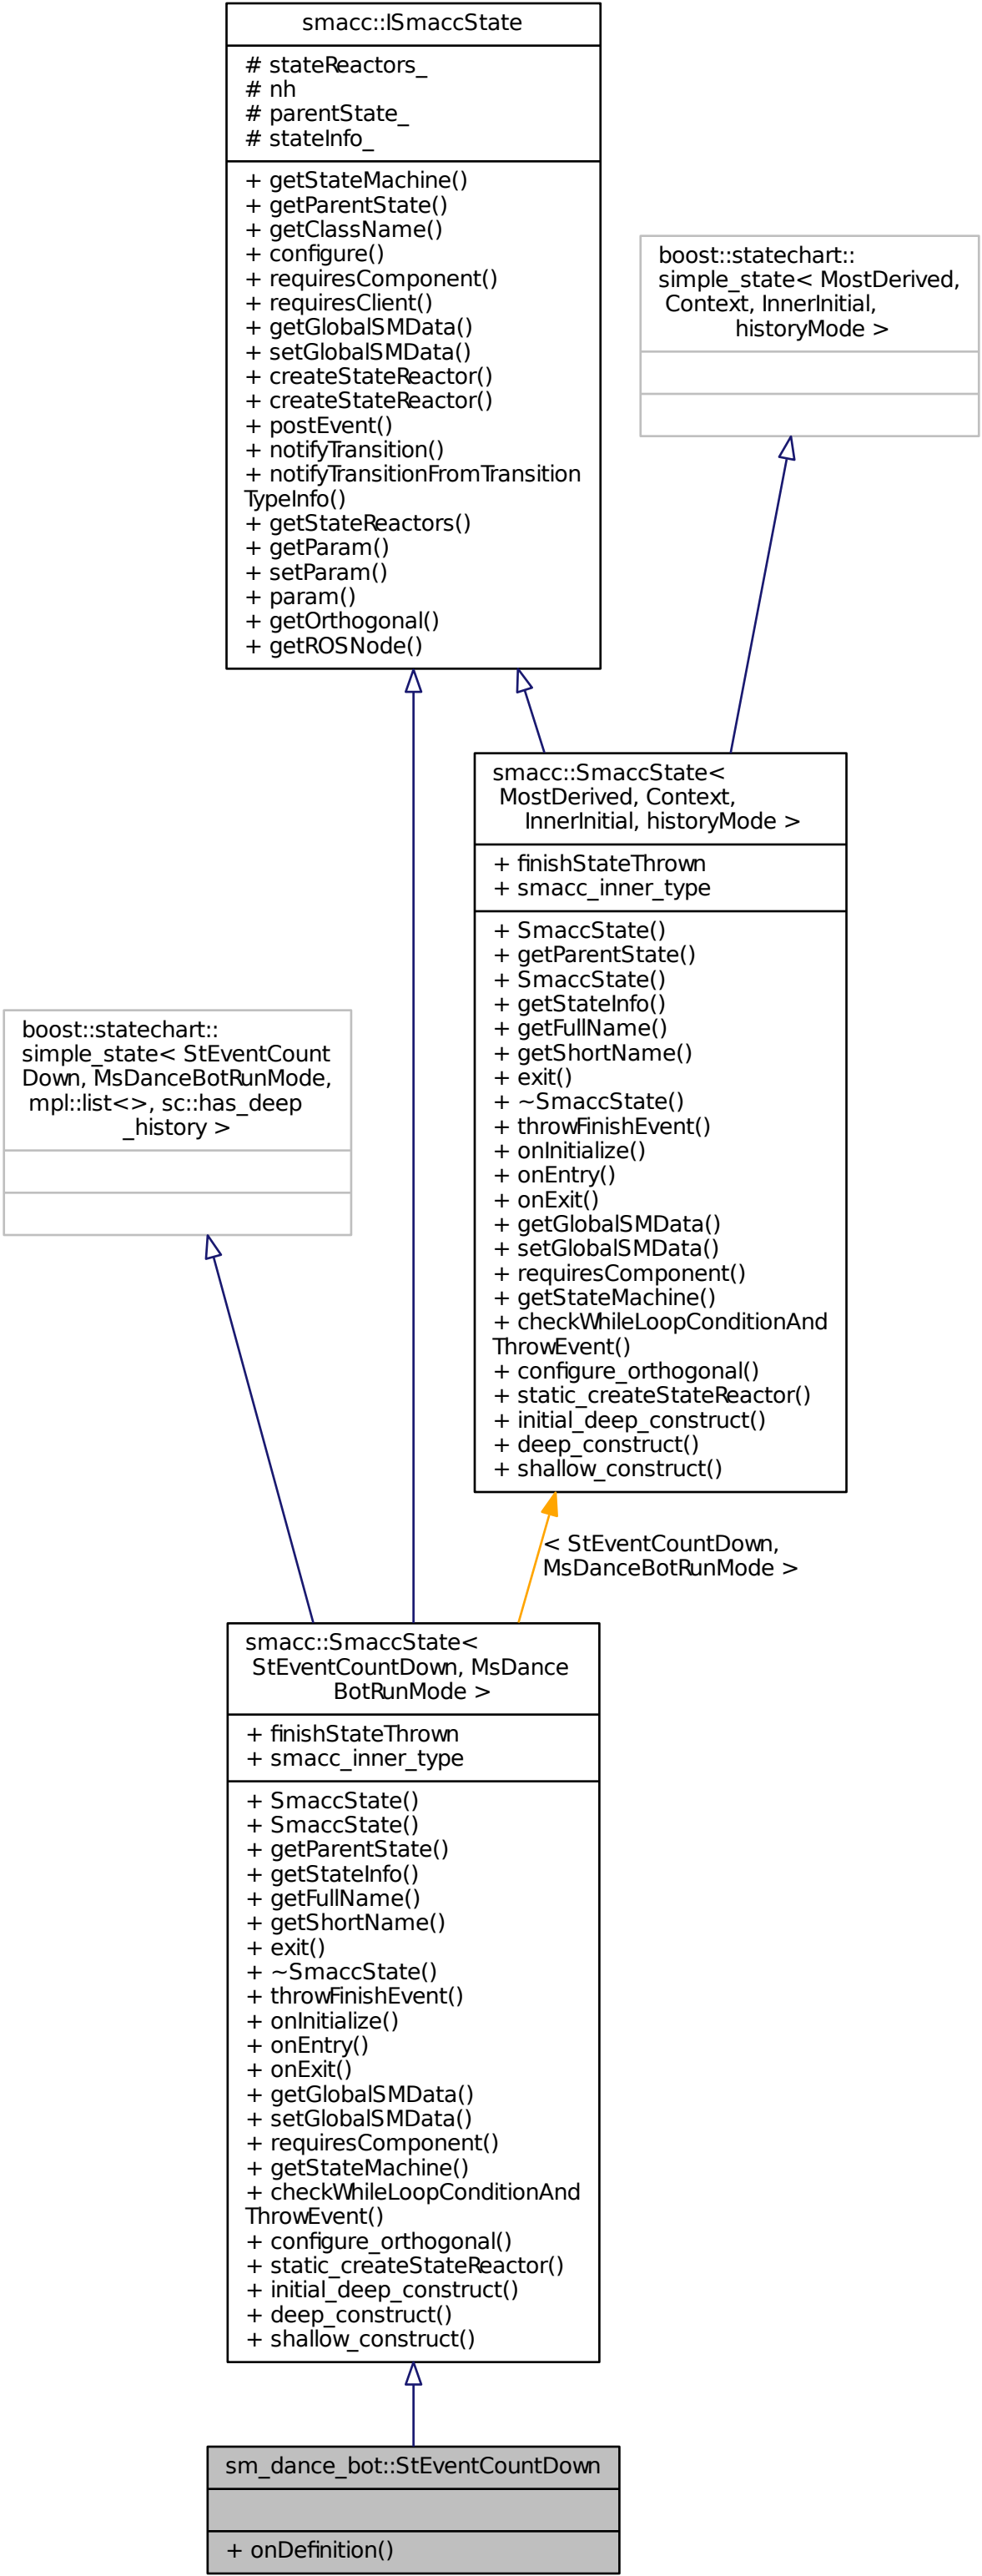 smacc::ISmaccState
# stateReactors_
# nh
# parentState_
# stateInfo_
+ getStateMachine()
+ getParentState()
+ getClassName()
+ configure()
+ requiresComponent()
+ requiresClient()
+ getGlobalSMData()
+ setGlobalSMData()
+ createStateReactor()
+ createStateReactor()
+ postEvent()
+ notifyTransition()
+ notifyTransitionFromTransition
TypeInfo()
+ getStateReactors()
+ getParam()
+ setParam()
+ param()
+ getOrthogonal()
+ getROSNode()
boost::statechart::
simple_state< MostDerived,
Context, InnerInitial,
historyMode >
smacc::SmaccState<
MostDerived, Context,
InnerInitial, historyMode >
+ finishStateThrown
+ smacc_inner_type
+ SmaccState()
+ getParentState()
+ SmaccState()
+ getStateInfo()
+ getFullName()
+ getShortName()
+ exit()
+ ~SmaccState()
+ throwFinishEvent()
+ onInitialize()
+ onEntry()
+ onExit()
+ getGlobalSMData()
+ setGlobalSMData()
+ requiresComponent()
+ getStateMachine()
+ checkWhileLoopConditionAnd
ThrowEvent()
+ configure_orthogonal()
+ static_createStateReactor()
+ initial_deep_construct()
+ deep_construct()
+ shallow_construct()
boost::statechart::
simple_state< StEventCount
Down, MsDanceBotRunMode,
mpl::list<>, sc::has_deep
_history >
< StEventCountDown,
MsDanceBotRunMode >
smacc::SmaccState<
StEventCountDown, MsDance
BotRunMode >
+ finishStateThrown
+ smacc_inner_type
+ SmaccState()
+ SmaccState()
+ getParentState()
+ getStateInfo()
+ getFullName()
+ getShortName()
+ exit()
+ ~SmaccState()
+ throwFinishEvent()
+ onInitialize()
+ onEntry()
+ onExit()
+ getGlobalSMData()
+ setGlobalSMData()
+ requiresComponent()
+ getStateMachine()
+ checkWhileLoopConditionAnd
ThrowEvent()
+ configure_orthogonal()
+ static_createStateReactor()
+ initial_deep_construct()
+ deep_construct()
+ shallow_construct()
sm_dance_bot::StEventCountDown
+ onDefinition()